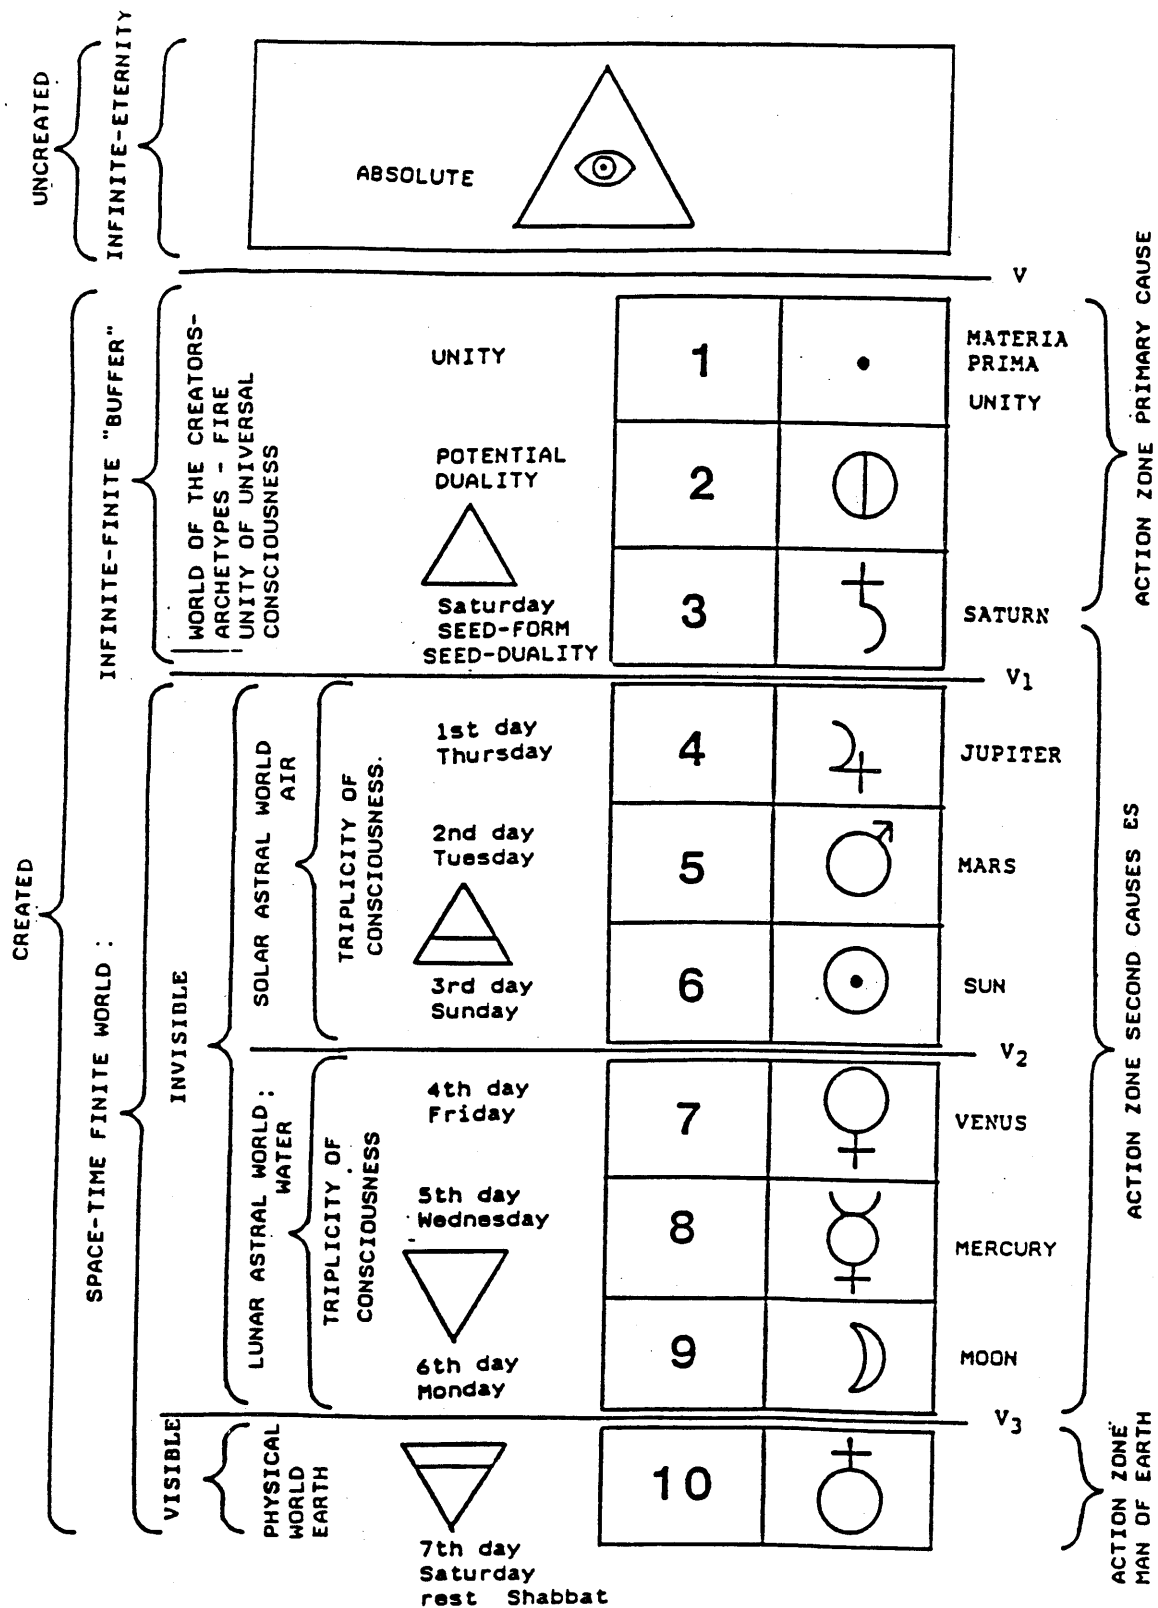 UNCREATED
INFINITE-ETERNITY
ABSOLUTE
V
CREATED
INFINITE-FINITE "BUFFER"
WORLD OF THE CREATORS-
ARCHETYPES - FIRE
UNITY OF UNIVERSAL
CONSCIOUSNESS
UNITY
1
MATERIA
PRIMA
UNITY
POTENTIAL
DUALITY
2
Saturday
SEED-FORM
SEED-DUALITY
3
SATURN
ACTION ZONE PRIMARY CAUSE
V1
SPACE-TIME FINITE WORLD :
INVISIBLE
SOLAR ASTRAL WORLD
AIR
TRIPLICITY OF
CONSCIOUSNESS.
1st day
Thursday
4
JUPITER
2nd day
Tuesday
5
MARS
3rd day
Sunday
6
SUN
ACTION ZONE SECOND CAUSES ES
V2
LUNAR ASTRAL WORLD;
WATER
TRIPLICITY OF
CONSCIOUSNESS
4th day
Friday
7
VENUS
5th day
Wednesday
8
MERCURY
6th day
Monday
9
MOON
V3
VISIBLE
PHYSICAL
WORLD
EARTH
10
7th day
Saturday
rest Shabbat
ACTION ZONE
MAN OF EARTH